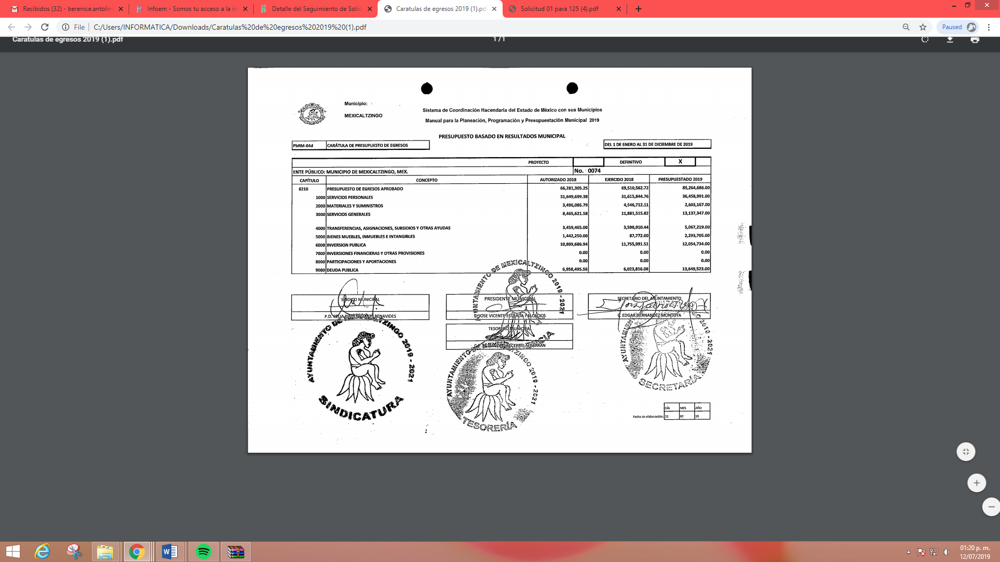 Recibidos (32) - berenice.antolin
Infoem - Somos tu acceso a la in
Detalle del Seguimiento de Solici
Caratulas de egresos 2019 (1).pd
Solicitud 01 para 125 (4).pdf
File
C:/Users/INFORMATICA/Downloads/Caratulas%20de%20egresos%202019%20(1).pdf
Paused
Caratulas de egresos 2019 (1).pdf
1 / 1
Municipio:
MEXICALTZINGO
Sistema de Coordinación Hacendaria del Estado de México con sus Municipios
Manual para la Planeación, Programación y Presupuestación Municipal 2019
PRESUPUESTO BASADO EN RESULTADOS MUNICIPAL
PbRM-04d CARÁTULA DE PRESUPUESTO DE EGRESOS
DEL 1 DE ENERO AL 31 DE DICIEMBRE DE 2019
PROYECTO DEFINITIVO X
ENTE PÚBLICO: MUNICIPIO DE MEXICALTZINGO, MEX. No. 0074
CAPÍTULO CONCEPTO AUTORIZADO 2018 EJERCIDO 2018 PRESUPUESTADO 2019
8210 PRESUPUESTO DE EGRESOS APROBADO 66,281,305.25 69,510,562.72 85,264,686.00
1000 SERVICIOS PERSONALES 31,649,699.38 31,615,844.76 36,458,991.00
2000 MATERIALES Y SUMINISTROS 3,496,086.79 4,546,712.11 2,603,167.00
3000 SERVICIOS GENERALES 8,465,621.58 11,881,515.82 13,137,347.00
4000 TRANSFERENCIAS, ASIGNACIONES, SUBSIDIOS Y OTRAS AYUDAS 3,459,465.00 3,598,910.44 5,067,219.00
5000 BIENES MUEBLES, INMUEBLES E INTANGIBLES 1,442,250.00 87,772.00 2,293,705.00
6000 INVERSION PUBLICA 10,809,686.94 11,755,991.51 12,054,734.00
7000 INVERSIONES FINANCIERAS Y OTRAS PROVISIONES 0.00 0.00 0.00
8000 PARTICIPACIONES Y APORTACIONES 0.00 0.00 0.00
9000 DEUDA PUBLICA 6,958,495.56 6,023,816.08 13,649,523.00
SINDICO MUNICIPAL
P.D. CELIA BENAVIDES
PRESIDENTE MUNICIPAL
C. JOSE VICENTE ESTRADA PALACIOS
SECRETARIO DEL AYUNTAMIENTO
C. EDGAR HERNANDEZ MONTOYA
TESORERO MUNICIPAL
C.P. ALEJANDRO BECERRIL ALBARRAN
AYUNTAMIENTO DE MEXICALTZINGO 2019 - 2021
AYUNTAMIENTO DE MEXICALTZINGO 2019 - 2021
SINDICATURA
AYUNTAMIENTO DE MEXICALTZINGO 2019 - 2021
TESORERÍA
AYUNTAMIENTO 2019 - 2021
SECRETARÍA
DÍA MES AÑO
Fecha de elaboración: 22 02 19
01:20 p. m.
12/07/2019